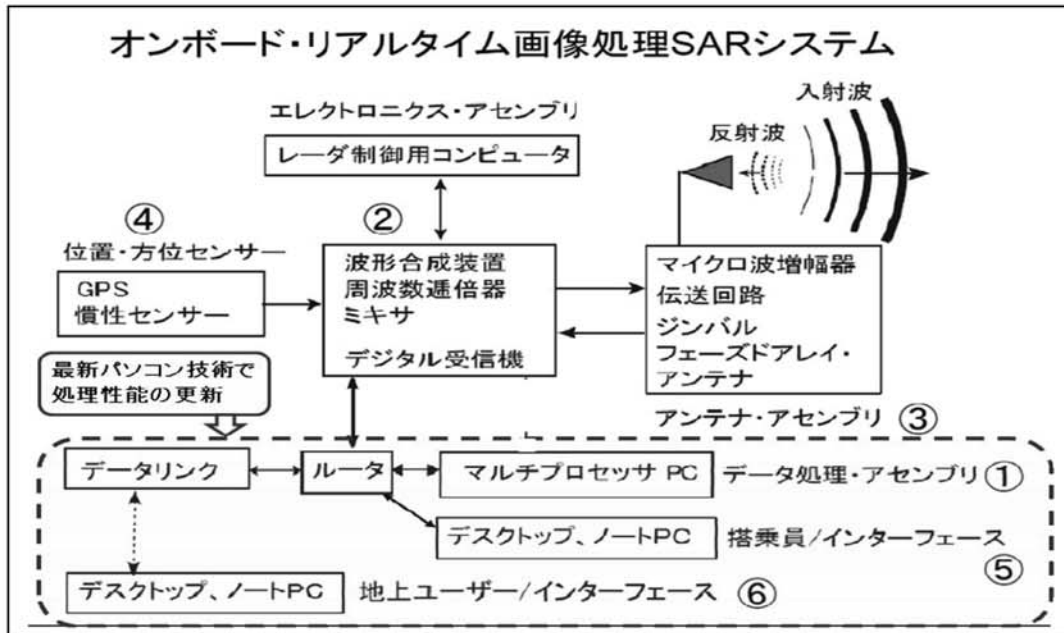 オンボード・リアルタイム画像処理SARシステム
入射波
反射波
エレクトロニクス・アセンブリ
レーダ制御用コンピュータ
④
②
位置・方位センサー
GPS
慣性センサー
波形合成装置
周波数逓倍器
ミキサ
デジタル受信機
マイクロ波増幅器
伝送回路
ジンバル
フェーズドアレイ・
アンテナ
アンテナ・アセンブリ ③
最新パソコン技術で
処理性能の更新
データリンク
ルータ
マルチプロセッサ PC
データ処理・アセンブリ ①
デスクトップ、ノートPC
搭乗員/インターフェース
⑤
デスクトップ、ノートPC
地上ユーザー/インターフェース ⑥